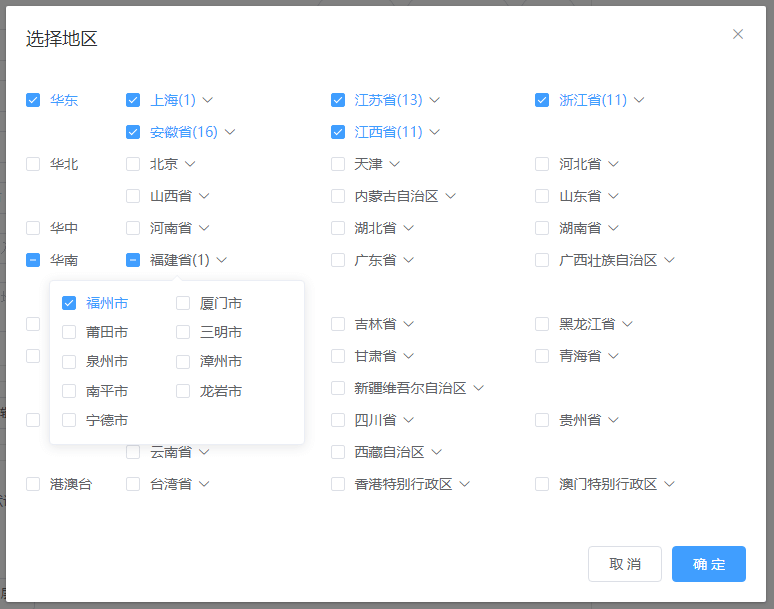 选择地区
华东 上海(1) 江苏省(13) 浙江省(11)
安徽省(16) 江西省(11)
华北 北京 天津 河北省
山西省 内蒙古自治区 山东省
华中 河南省 湖北省 湖南省
华南 福建省(1) 广东省 广西壮族自治区
福州市 厦门市
吉林省 黑龙江省
莆田市 三明市
泉州市 漳州市
甘肃省 青海省
南平市 龙岩市
新疆维吾尔自治区
宁德市
四川省 贵州省
云南省 西藏自治区
港澳台 台湾省 香港特别行政区 澳门特别行政区
取消 确定